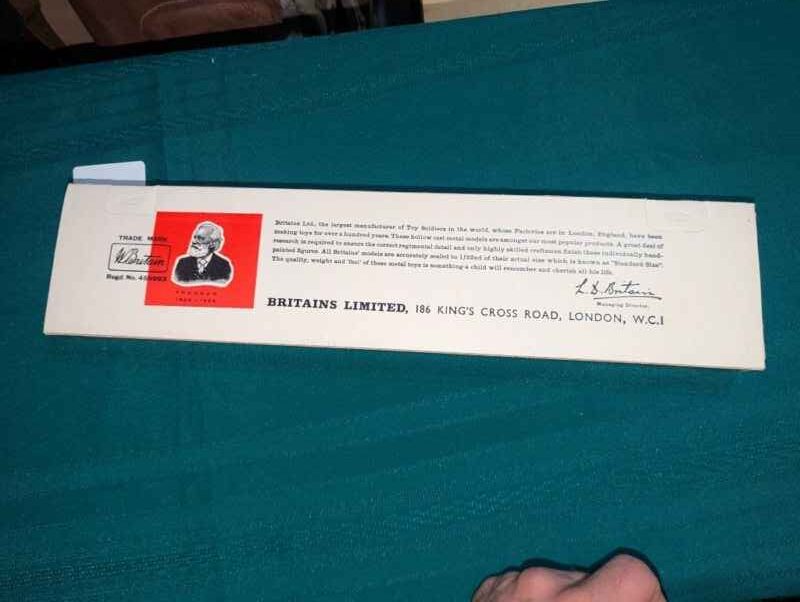 TRADE MARK
W. Britain
Regd No. 459993
FOUNDER
Britains Ltd., the largest manufacturer of Toy Soldiers in the world, whose Factories are in London, England, have been
making toys for over a hundred years. These hollow cast metal models are amongst our most popular products. A great deal of
research is required to ensure the correct regimental detail and only highly skilled craftsmen finish these individually hand-
painted figures. All Britains' models are accurately scaled to 1/32nd of their actual size which is known as "Standard Size".
The quality, weight and 'feel' of these metal toys is something a child will remember and cherish all his life.
L. D. Britain
Managing Director.
BRITAINS LIMITED, 186 KING'S CROSS ROAD, LONDON, W.C.1